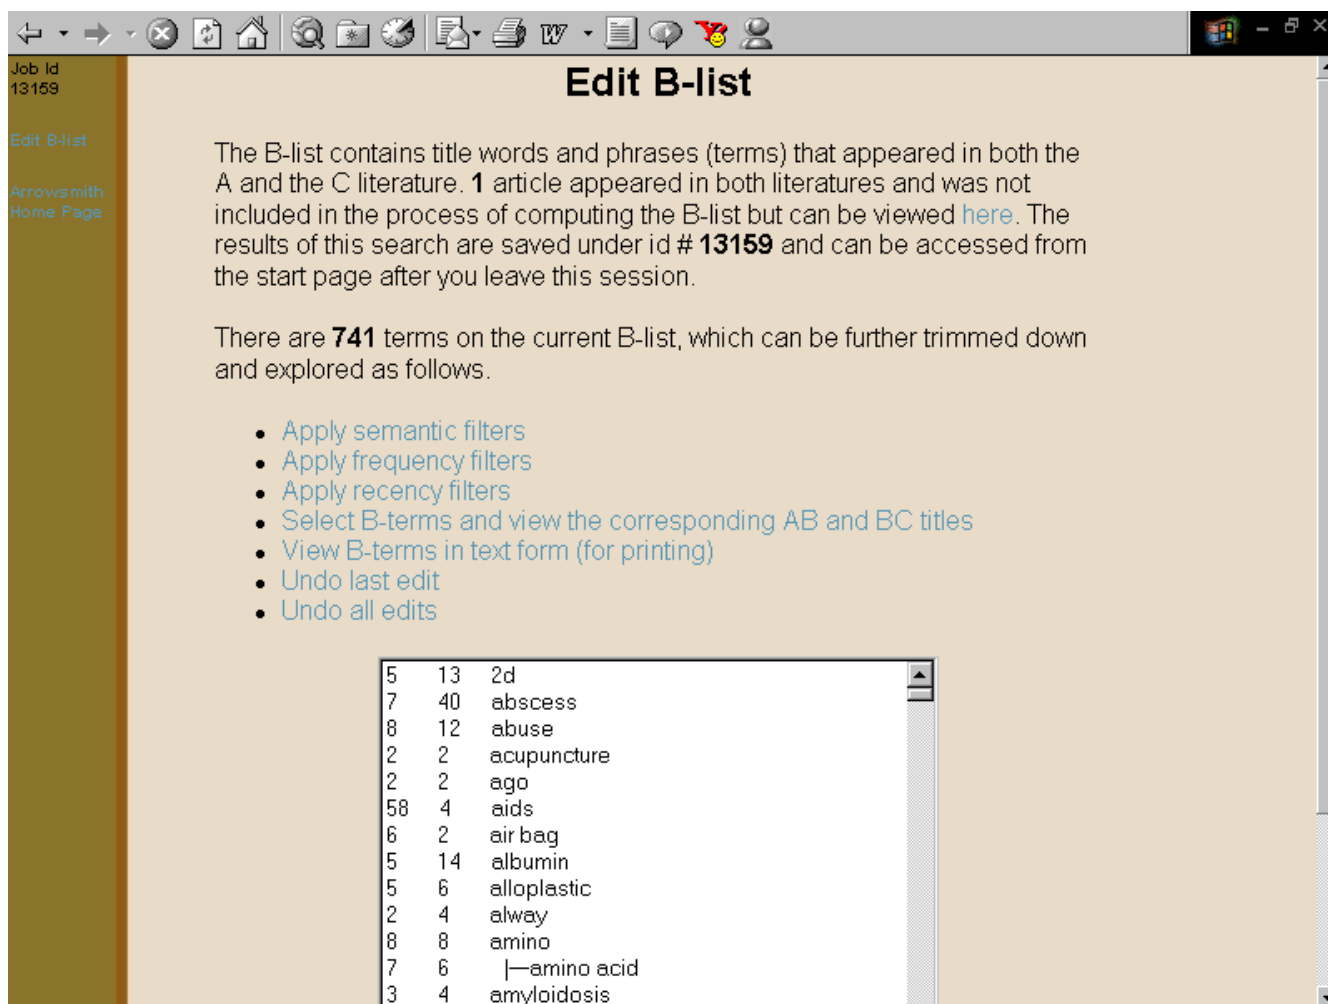 Job Id
13159
Edit B-list
Arrowsmith
Home Page
Edit B-list
The B-list contains title words and phrases (terms) that appeared in both the
A and the C literature. 1 article appeared in both literatures and was not
included in the process of computing the B-list but can be viewed here. The
results of this search are saved under id # 13159 and can be accessed from
the start page after you leave this session.
There are 741 terms on the current B-list, which can be further trimmed down
and explored as follows.
• Apply semantic filters
• Apply frequency filters
• Apply recency filters
• Select B-terms and view the corresponding AB and BC titles
• View B-terms in text form (for printing)
• Undo last edit
• Undo all edits
5 13 2d
7 40 abscess
8 12 abuse
2 2 acupuncture
2 2 ago
58 4 aids
6 2 air bag
5 14 albumin
5 6 alloplastic
2 4 alway
8 8 amino
7 6 |—amino acid
3 4 amyloidosis